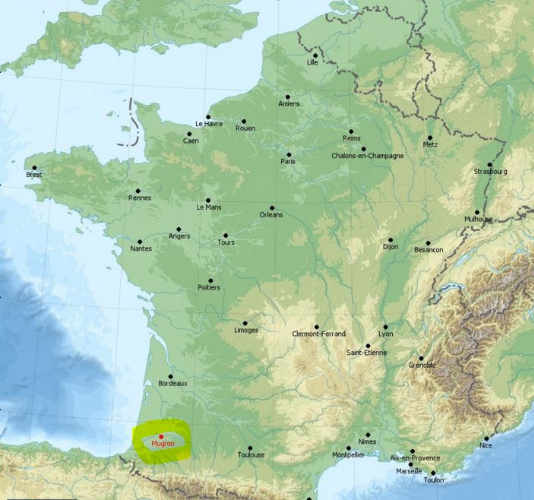 Lille
Amiens
Le Havre
Rouen
Caen
Reims
Chalons-en-Champagne
Metz
Paris
Strasbourg
Brest
Rennes
Le Mans
Orleans
Mulhouse
Angers
Tours
Nantes
Dijon
Besancon
Poitiers
Limoges
Clermont-Ferrand
Lyon
Saint-Etienne
Grenoble
Bordeaux
Mugron
Toulouse
Nimes
Montpellier
Aix-en-Provence
Nice
Marseille
Toulon